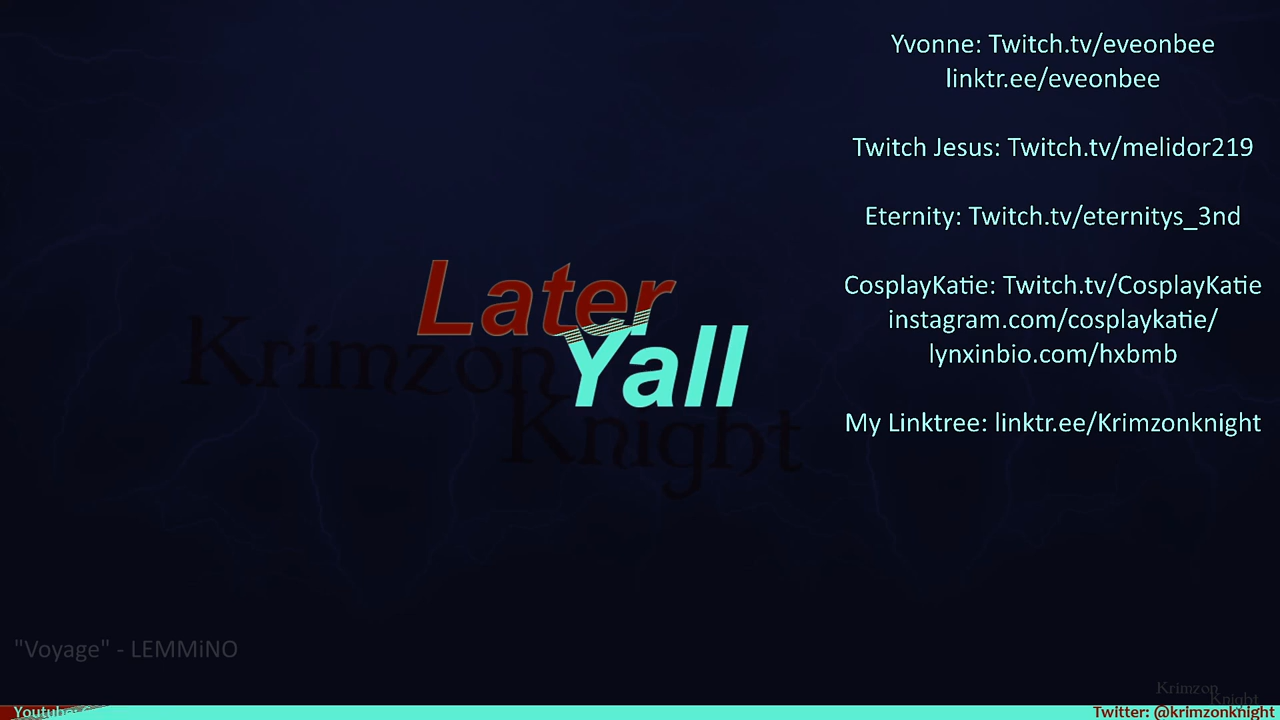 Yvonne: Twitch.tv/eveonbee
linktr.ee/eveonbee
Twitch Jesus: Twitch.tv/melidor219
Eternity: Twitch.tv/eternitys_3nd
CosplayKatie: Twitch.tv/CosplayKatie
instagram.com/cosplaykatie/
lynxinbio.com/hxbmb
My Linktree: linktr.ee/Krimzonknight
Later
Yall
Krimzon
Knight
"Voyage" - LEMMiNO
Krimzon
Knight
Youtube:
Twitter: @krimzonknight